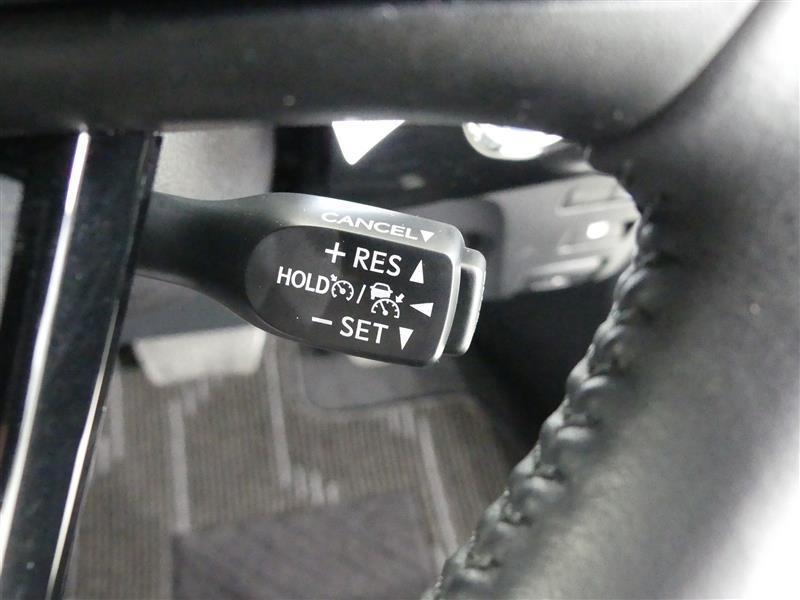 CANCEL▼
+ RES ▲
HOLD /
− SET ▼